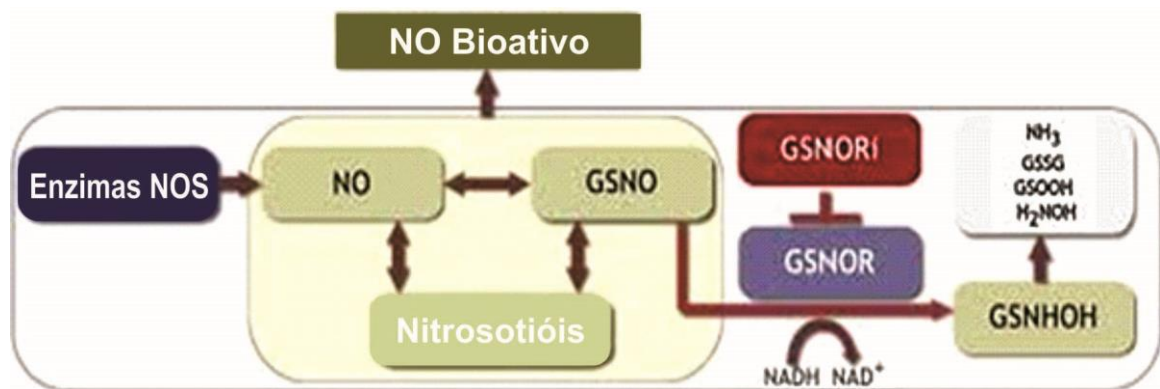 NO Bioativo
Enzimas NOS
NO
GSNO
Nitrosotióis
GSNORi
GSNOR
NADH NAD⁺
NH₃
GSSG
GSOOH
H₂NOH
GSNHOH